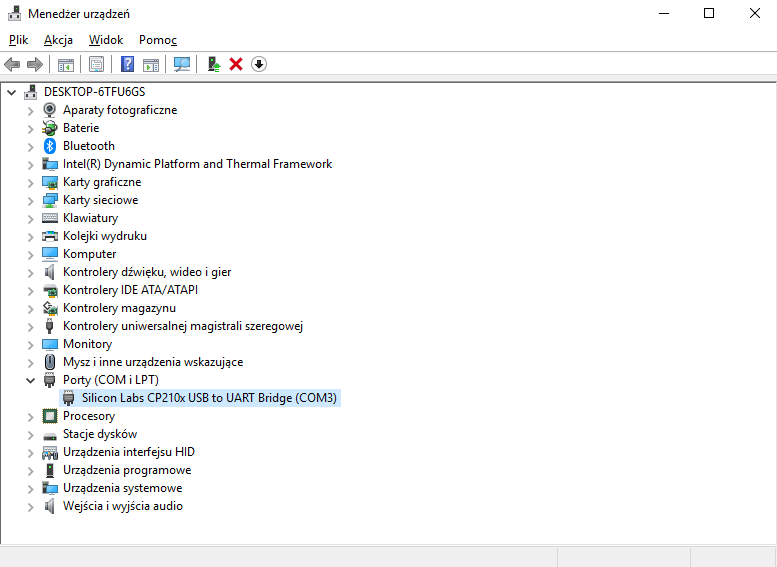 Menedżer urządzeń
Plik Akcja Widok Pomoc
DESKTOP-6TFU6GS
Aparaty fotograficzne
Baterie
Bluetooth
Intel(R) Dynamic Platform and Thermal Framework
Karty graficzne
Karty sieciowe
Klawiatury
Kolejki wydruku
Komputer
Kontrolery dźwięku, wideo i gier
Kontrolery IDE ATA/ATAPI
Kontrolery magazynu
Kontrolery uniwersalnej magistrali szeregowej
Monitory
Mysz i inne urządzenia wskazujące
Porty (COM i LPT)
Silicon Labs CP210x USB to UART Bridge (COM3)
Procesory
Stacje dysków
Urządzenia interfejsu HID
Urządzenia programowe
Urządzenia systemowe
Wejścia i wyjścia audio